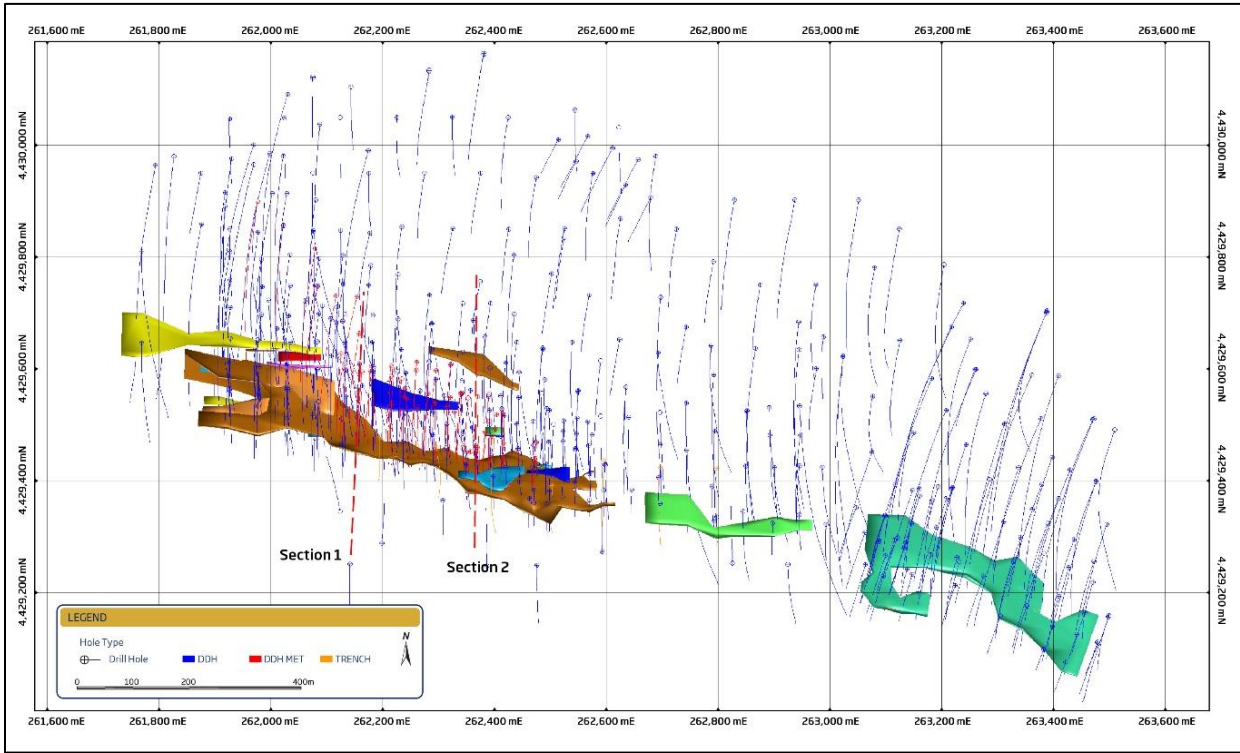 261,600 mE 261,800 mE 262,000 mE 262,200 mE 262,400 mE 262,600 mE 262,800 mE 263,000 mE 263,200 mE 263,400 mE 263,600 mE
4,430,000 mN 4,430,000 mN
4,429,800 mN 4,429,800 mN
4,429,600 mN 4,429,600 mN
4,429,400 mN 4,429,400 mN
Section 1
Section 2
4,429,200 mN 4,429,200 mN
LEGEND
Hole Type
N
Drill Hole DDH DDH MET TRENCH
0 100 200 400m
261,600 mE 261,800 mE 262,000 mE 262,200 mE 262,400 mE 262,600 mE 262,800 mE 263,000 mE 263,200 mE 263,400 mE 263,600 mE